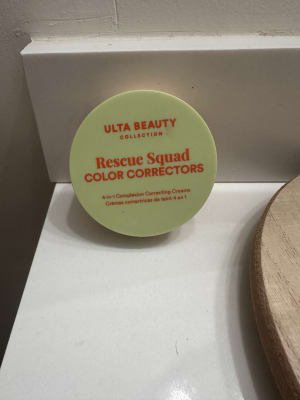 ULTA BEAUTY
COLLECTION
Rescue Squad
COLOR CORRECTORS
4-in-1 Complexion Correcting Creams
Crèmes correctrices de teint 4 en 1